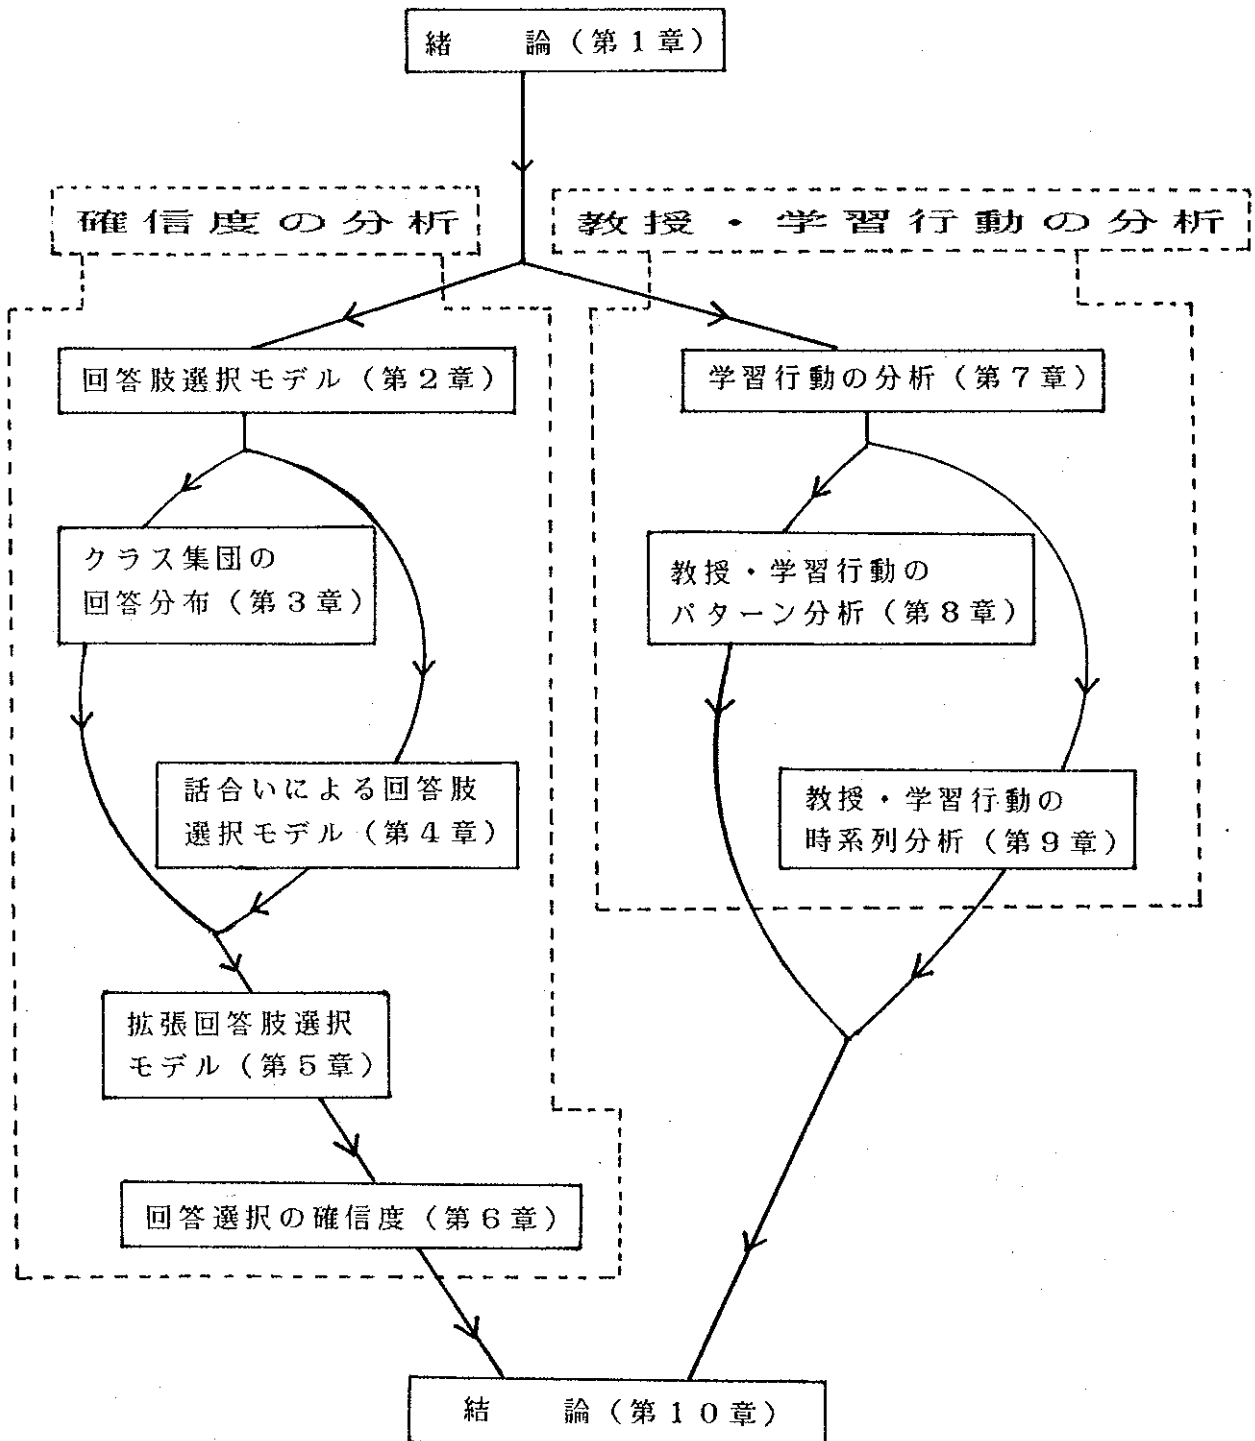 緒　論（第１章）
確信度の分析
教授・学習行動の分析
回答肢選択モデル（第２章）
学習行動の分析（第７章）
クラス集団の
回答分布（第３章）
教授・学習行動の
パターン分析（第８章）
話合いによる回答肢
選択モデル（第４章）
教授・学習行動の
時系列分析（第９章）
拡張回答肢選択
モデル（第５章）
回答選択の確信度（第６章）
結　論（第１０章）